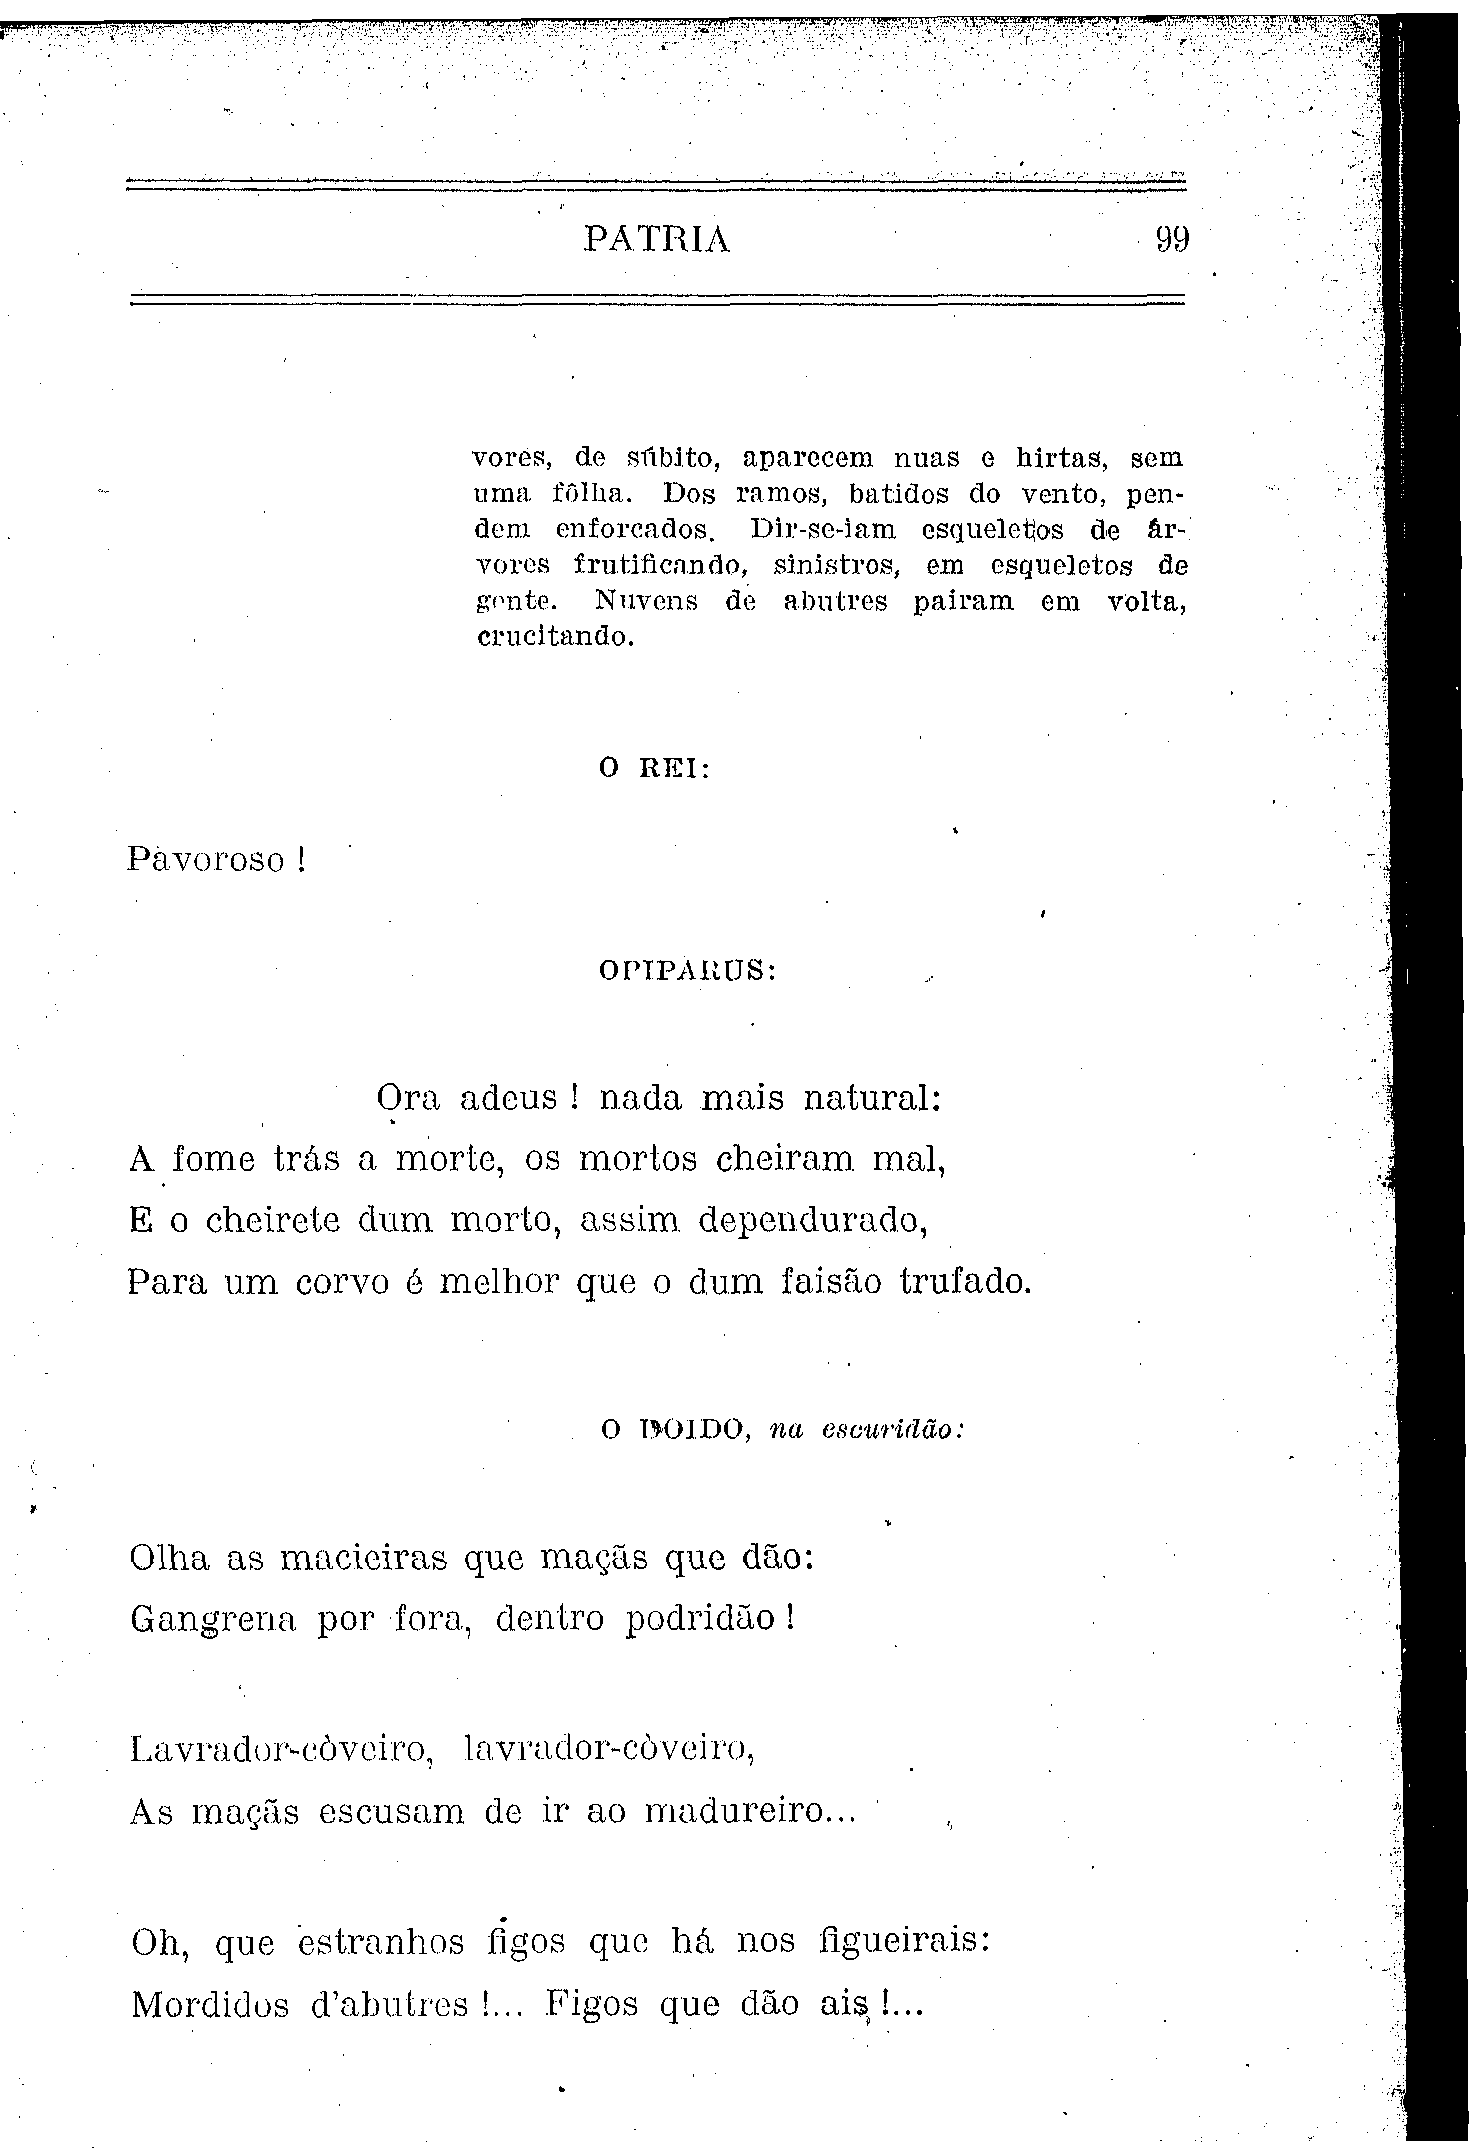 PATRIA 99
vores, de súbito, aparecem nuas e hirtas, sem
uma fôlha. Dos ramos, batidos do vento, pen-
dem enforcados. Dir-se-iam esqueletos de ár-
vores frutificando, sinistros, em esqueletos de
gente. Nuvens de abutres pairam em volta,
crucitando.
O REI:
Pavoroso !
OPIPARUS:
Ora adeus ! nada mais natural:
A fome trás a morte, os mortos cheiram mal,
E o cheirete dum morto, assim dependurado,
Para um corvo é melhor que o dum faisão trufado.
O DOIDO, na escuridão:
Olha as macieiras que maçãs que dão:
Gangrena por fora, dentro podridão !
Lavrador-còveiro, lavrador-còveiro,
As maçãs escusam de ir ao madureiro...
Oh, que estranhos figos que há nos figueirais:
Mordidos d'abutres !... Figos que dão ais !...